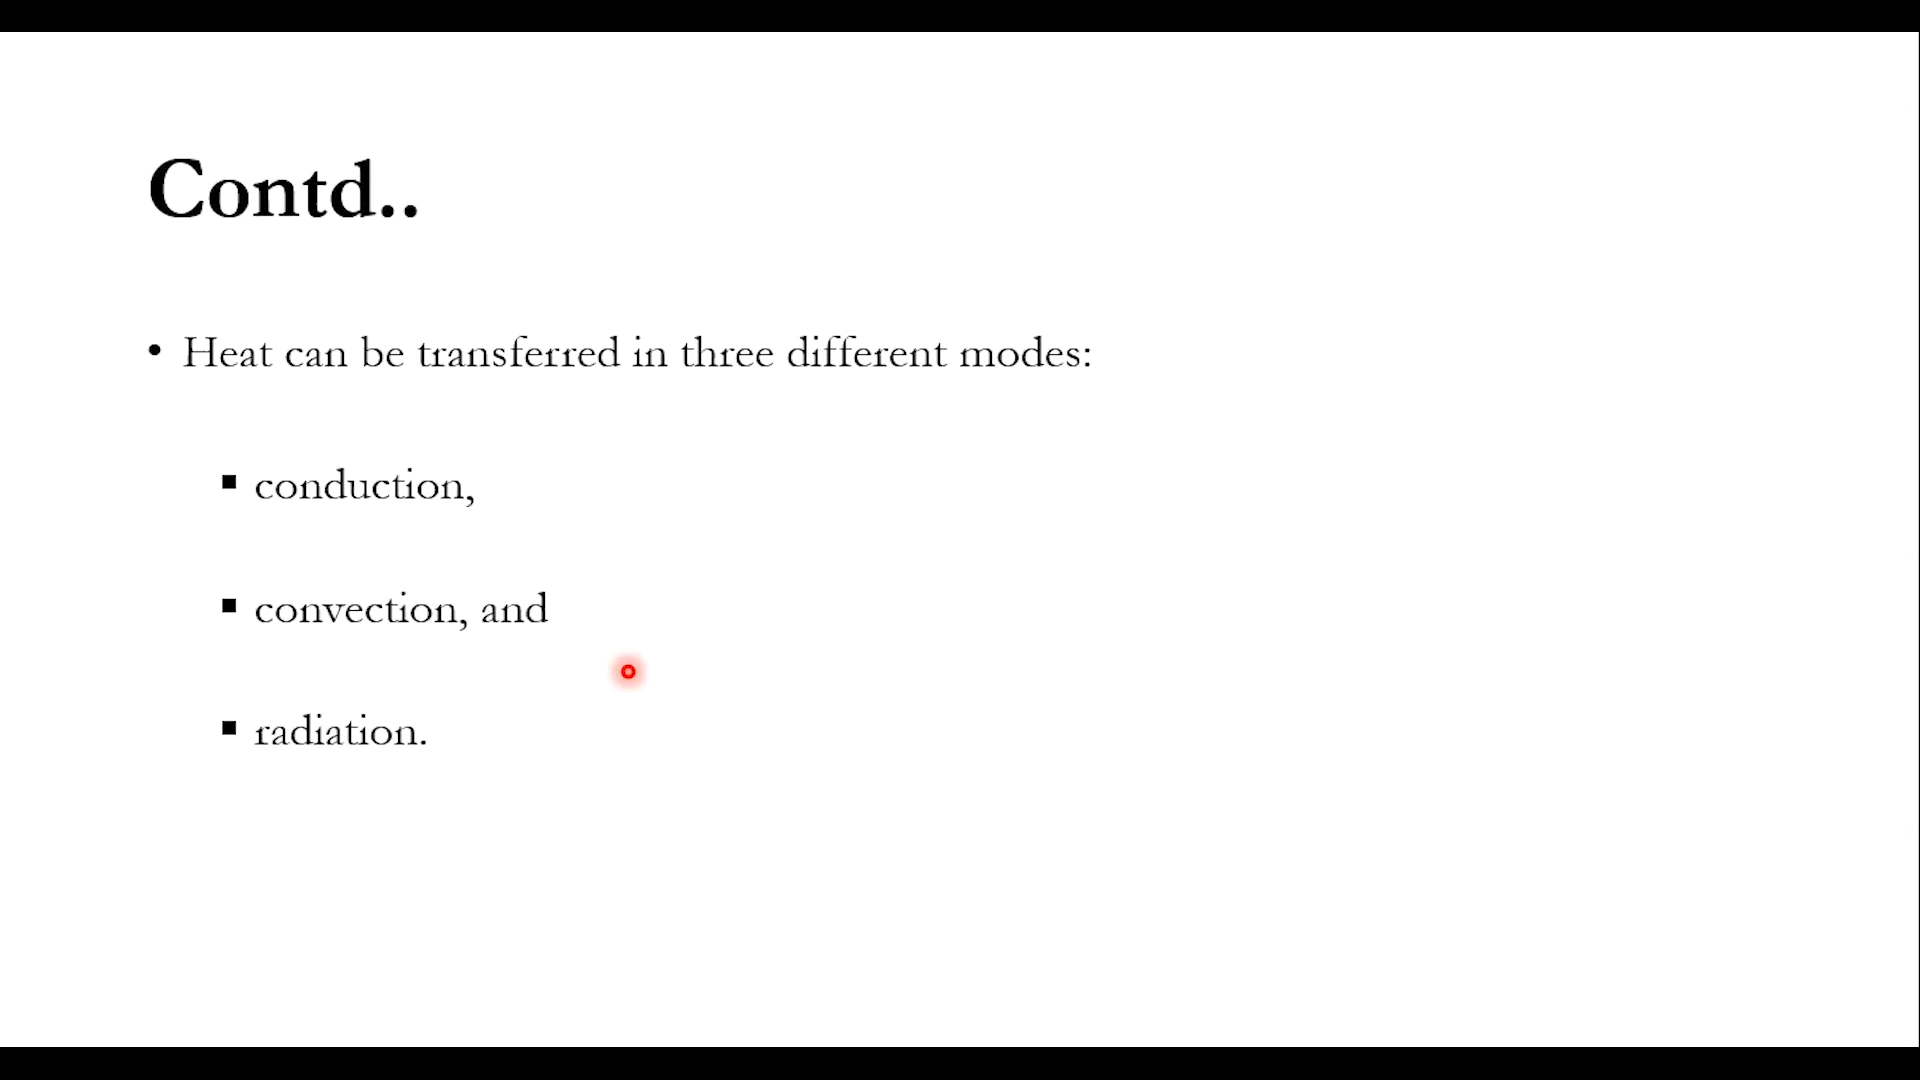 Contd..
• Heat can be transferred in three different modes:
▪ conduction,
▪ convection, and
▪ radiation.